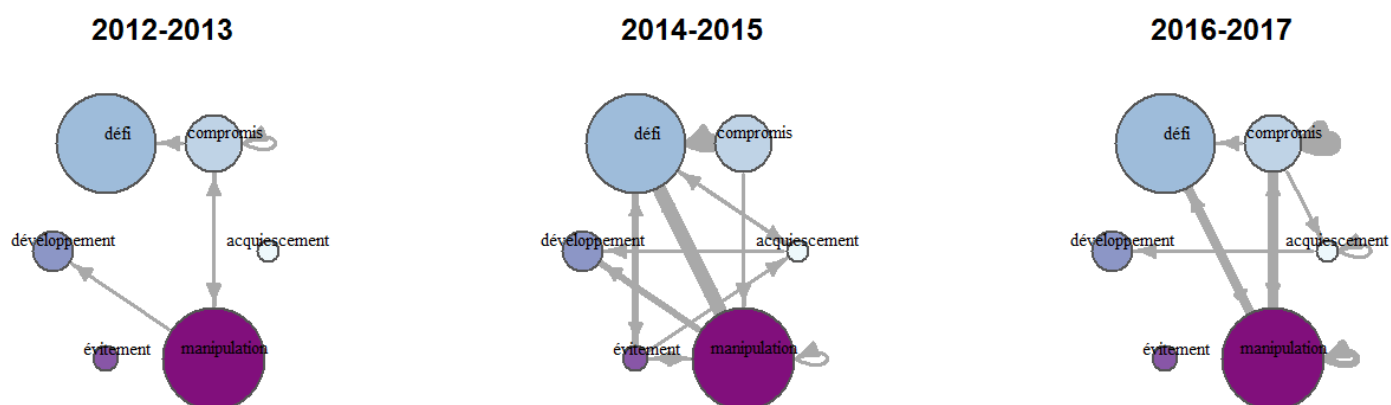 2012-2013
défi
compromis
développement
acquiescement
évitement
manipulation
2014-2015
défi
compromis
développement
acquiescement
évitement
manipulation
2016-2017
défi
compromis
développement
acquiescement
évitement
manipulation